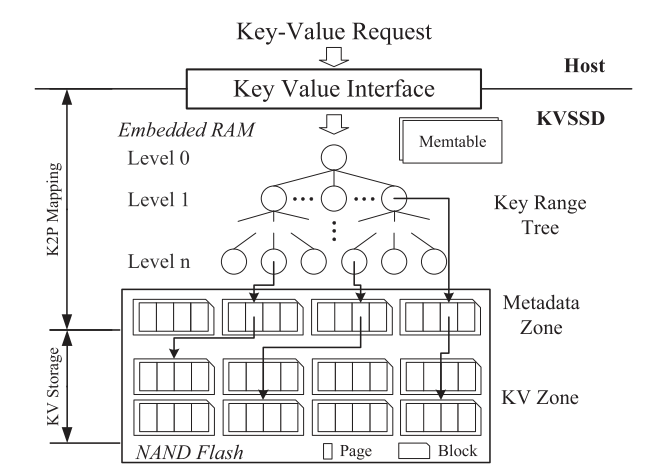 Key-Value Request
Host
Key Value Interface
KVSSD
Embedded RAM
Memtable
Level 0
Level 1
Key Range
Tree
K2P Mapping
Level n
Metadata
Zone
KV Storage
KV Zone
NAND Flash
Page
Block